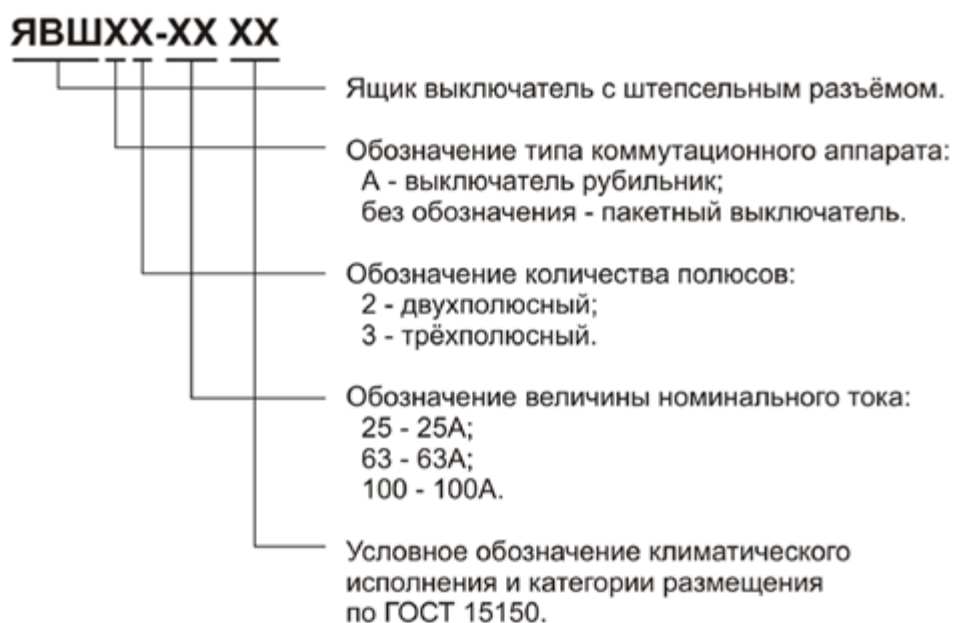 ЯВШХХ-ХХ ХХ
Ящик выключатель с штепсельным разъёмом.
Обозначение типа коммутационного аппарата:
А - выключатель рубильник;
без обозначения - пакетный выключатель.
Обозначение количества полюсов:
2 - двухполюсный;
3 - трёхполюсный.
Обозначение величины номинального тока:
25 - 25А;
63 - 63А;
100 - 100А.
Условное обозначение климатического
исполнения и категории размещения
по ГОСТ 15150.